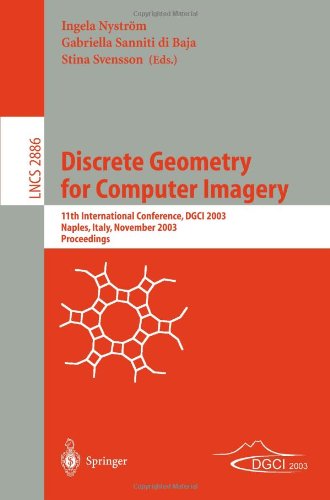 Ingela Nyström
Gabriella Sanniti di Baja
Stina Svensson (Eds.)
LNCS 2886
Discrete Geometry
for Computer Imagery
11th International Conference, DGCI 2003
Naples, Italy, November 2003
Proceedings
Springer
DGCI 2003